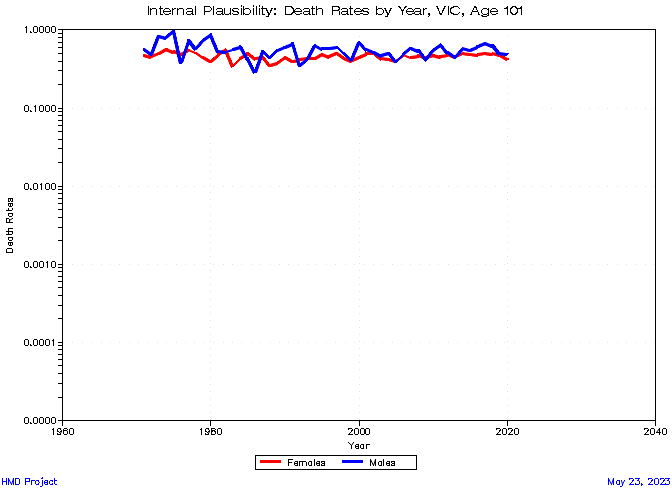 Internal Plausibility: Death Rates by Year, VIC, Age 101
1.0000
0.1000
0.0100
0.0010
0.0001
0.0000
Death Rates
1960
1980
2000
2020
2040
Year
Females
Males
HMD Project
May 23, 2023